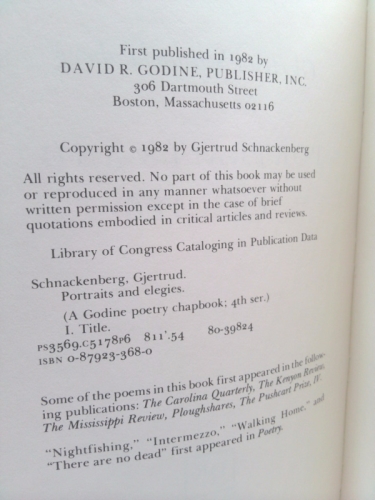 First published in 1982 by
DAVID R. GODINE, PUBLISHER, INC.
306 Dartmouth Street
Boston, Massachusetts 02116
Copyright © 1982 by Gjertrud Schnackenberg
All rights reserved. No part of this book may be used
or reproduced in any manner whatsoever without
written permission except in the case of brief
quotations embodied in critical articles and reviews.
Library of Congress Cataloging in Publication Data
Schnackenberg, Gjertrud.
Portraits and elegies.
(A Godine poetry chapbook; 4th ser.)
I. Title.
PS3569.C5178P6 811'.54 80-39824
ISBN 0-87923-368-0
Some of the poems in this book first appeared in the follow-
ing publications: The Carolina Quarterly, The Kenyon Review,
The Mississippi Review, Ploughshares, The Pushcart Prize, IV.
"Nightfishing," "Intermezzo," "Walking Home," and
"There are no dead" first appeared in Poetry.